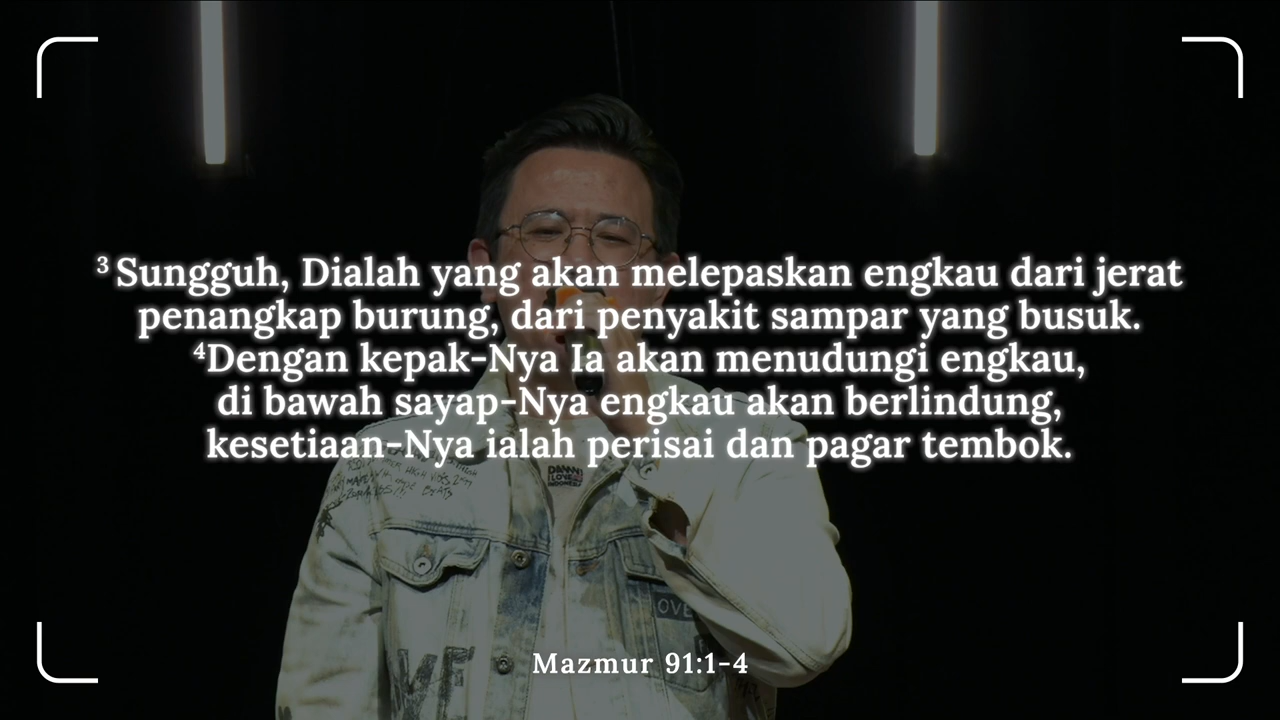 ³ Sungguh, Dialah yang akan melepaskan engkau dari jerat
penangkap burung, dari penyakit sampar yang busuk.
⁴Dengan kepak-Nya Ia akan menudungi engkau,
di bawah sayap-Nya engkau akan berlindung,
kesetiaan-Nya ialah perisai dan pagar tembok.
I LOVE
Mazmur 91:1-4